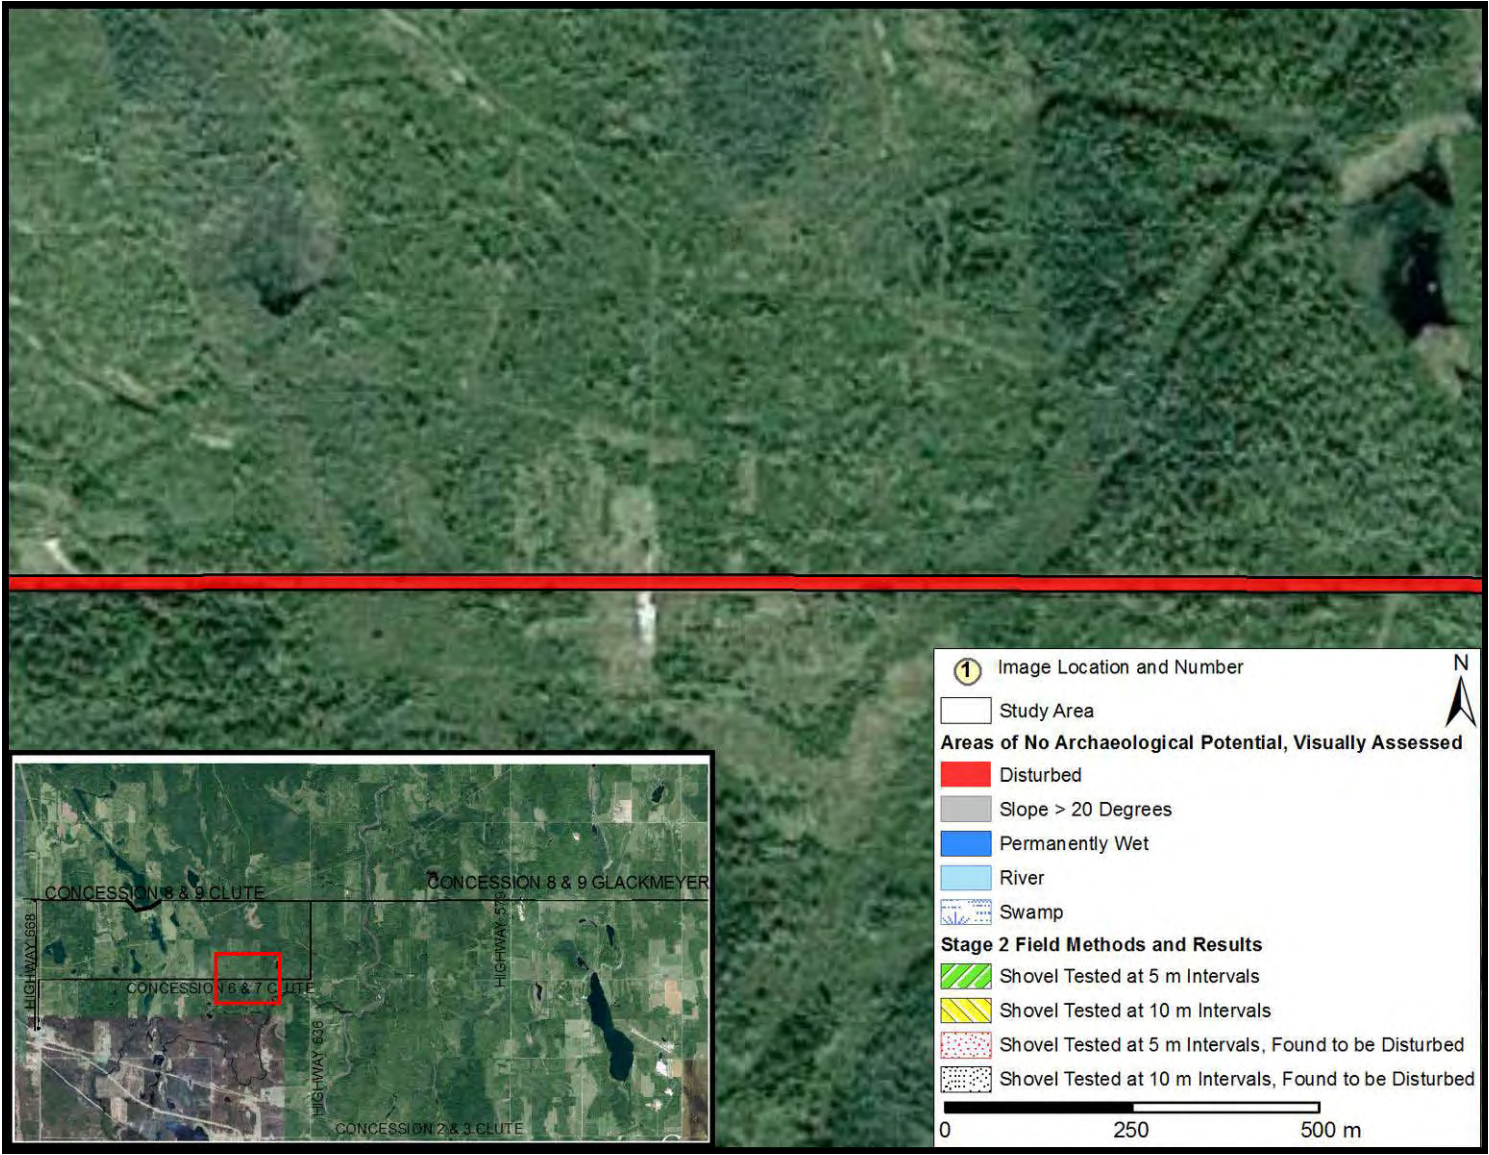 1 Image Location and Number
N
Study Area
Areas of No Archaeological Potential, Visually Assessed
Disturbed
Slope > 20 Degrees
Permanently Wet
River
Swamp
Stage 2 Field Methods and Results
Shovel Tested at 5 m Intervals
Shovel Tested at 10 m Intervals
Shovel Tested at 5 m Intervals, Found to be Disturbed
Shovel Tested at 10 m Intervals, Found to be Disturbed
0 250 500 m
CONCESSION 8 & 9 CLUTE
CONCESSION 8 & 9 GLACKMEYER
HIGHWAY 668
HIGHWAY 579
CONCESSION 6 & 7 CLUTE
HIGHWAY 636
CONCESSION 2 & 3 CLUTE